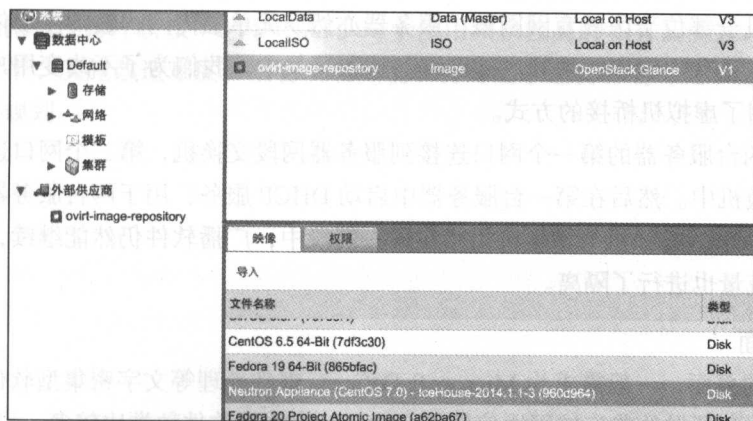 系统
数据中心
Default
存储
网络
模板
集群
外部供应商
ovirt-image-repository
LocalData Data (Master) Local on Host V3
LocalISO ISO Local on Host V3
ovirt-image-repository Image OpenStack Glance V1
映像 权限
导入
文件名称 类型
CentOS 6.5 64-Bit (7df3c30) Disk
Fedora 19 64-Bit (865bfac) Disk
Neutron Appliance (CentOS 7.0) - IceHouse-2014.1.1-3 (960d964) Disk
Fedora 20 Project Atomic Image (a62ba67) Disk